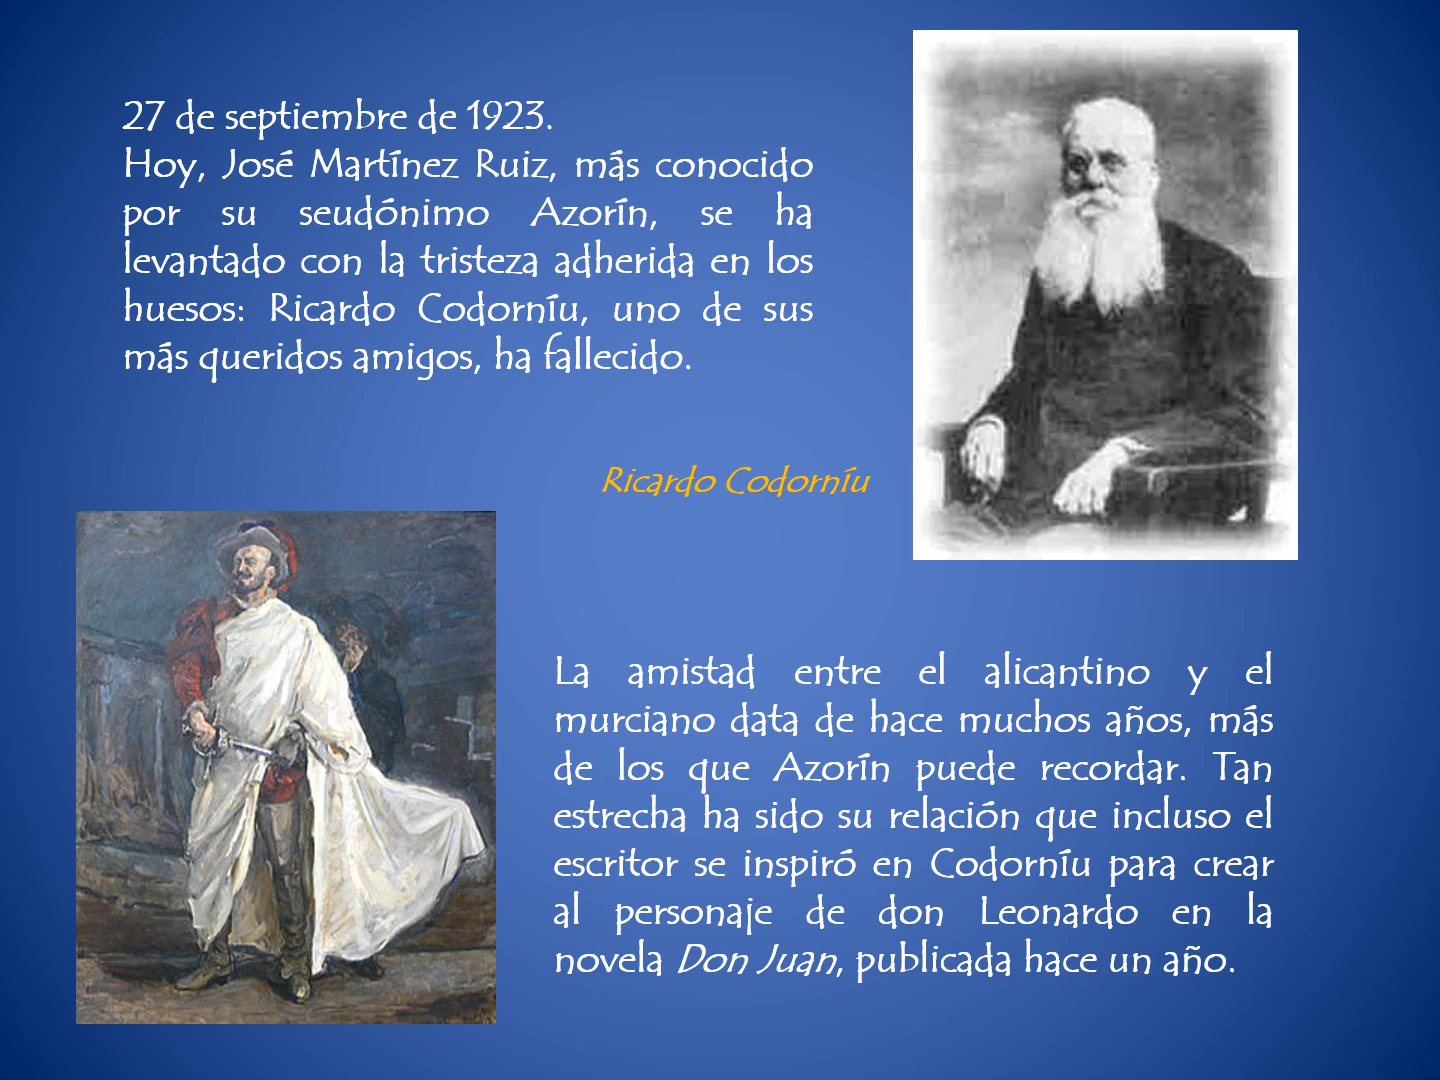 27 de septiembre de 1923.
Hoy, José Martínez Ruiz, más conocido
por su seudónimo Azorín, se ha
levantado con la tristeza adherida en los
huesos: Ricardo Codorníu, uno de sus
más queridos amigos, ha fallecido.
Ricardo Codorníu
La amistad entre el alicantino y el
murciano data de hace muchos años, más
de los que Azorín puede recordar. Tan
estrecha ha sido su relación que incluso el
escritor se inspiró en Codorníu para crear
al personaje de don Leonardo en la
novela Don Juan, publicada hace un año.